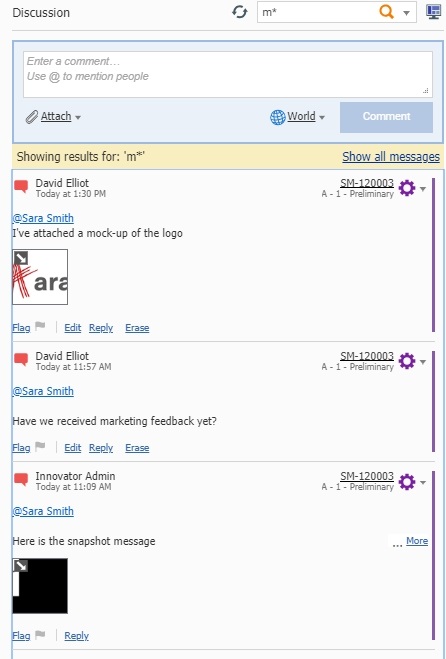 Discussion
m*
Enter a comment...
Use @ to mention people
Attach
World
Comment
Showing results for: 'm*'
Show all messages
David Elliot
SM-120003
Today at 1:30 PM
A - 1 - Preliminary
@Sara Smith
I've attached a mock-up of the logo
ara
Flag
Edit
Reply
Erase
David Elliot
SM-120003
Today at 11:57 AM
A - 1 - Preliminary
@Sara Smith
Have we received marketing feedback yet?
Flag
Edit
Reply
Erase
Innovator Admin
SM-120003
Today at 11:09 AM
A - 1 - Preliminary
@Sara Smith
Here is the snapshot message
... More
Flag
Reply